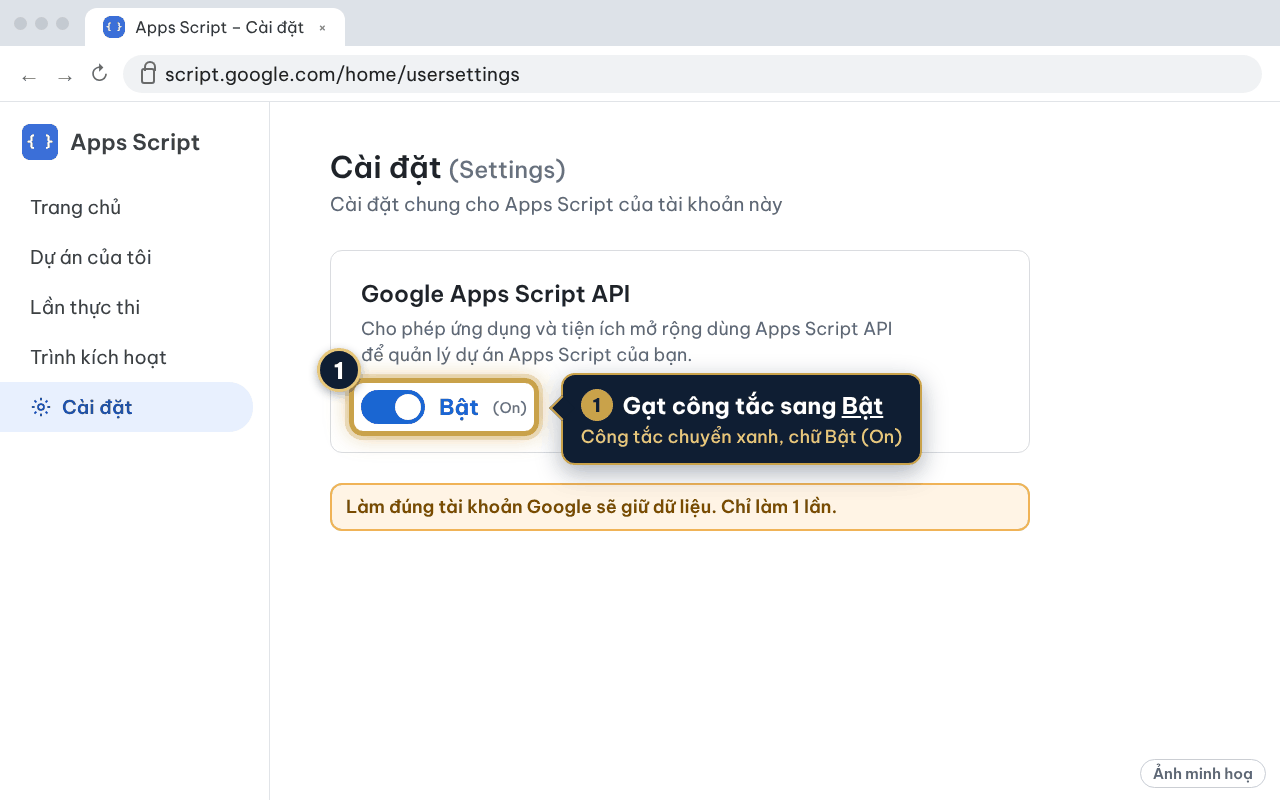 { } Apps Script – Cài đặt ×
← → script.google.com/home/usersettings
{ } Apps Script
Trang chủ
Dự án của tôi
Lần thực thi
Trình kích hoạt
Cài đặt
Cài đặt (Settings)
Cài đặt chung cho Apps Script của tài khoản này
Google Apps Script API
Cho phép ứng dụng và tiện ích mở rộng dùng Apps Script API
để quản lý dự án Apps Script của bạn.
1
Bật (On)
1 Gạt công tắc sang Bật
Công tắc chuyển xanh, chữ Bật (On)
Làm đúng tài khoản Google sẽ giữ dữ liệu. Chỉ làm 1 lần.
Ảnh minh hoạ